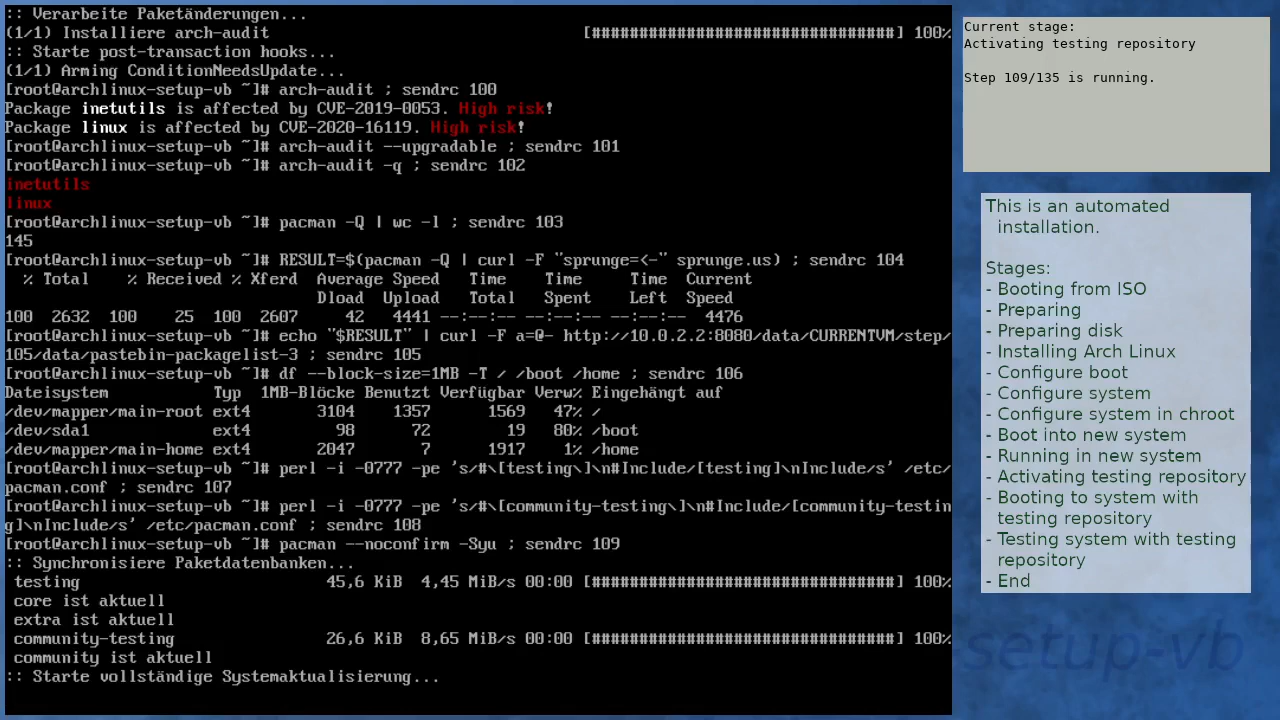 :: Verarbeite Paketänderungen...
(1/1) Installiere arch-audit [################################] 100%
:: Starte post-transaction hooks...
(1/1) Arming ConditionNeedsUpdate...
[root@archlinux-setup-vb ~]# arch-audit ; sendrc 100
Package inetutils is affected by CVE-2019-0053. High risk!
Package linux is affected by CVE-2020-16119. High risk!
[root@archlinux-setup-vb ~]# arch-audit --upgradable ; sendrc 101
[root@archlinux-setup-vb ~]# arch-audit -q ; sendrc 102
inetutils
linux
[root@archlinux-setup-vb ~]# pacman -Q | wc -l ; sendrc 103
145
[root@archlinux-setup-vb ~]# RESULT=$(pacman -Q | curl -F "sprunge=<-" sprunge.us) ; sendrc 104
% Total % Received % Xferd Average Speed Time Time Time Current
Dload Upload Total Spent Left Speed
100 2632 100 25 100 2607 42 4441 --:--:-- --:--:-- --:--:-- 4476
[root@archlinux-setup-vb ~]# echo "$RESULT" | curl -F a=@- http://10.0.2.2:8080/data/CURRENTVM/step/
105/data/pastebin-packagelist-3 ; sendrc 105
[root@archlinux-setup-vb ~]# df --block-size=1MB -T / /boot /home ; sendrc 106
Dateisystem Typ 1MB-Blöcke Benutzt Verfügbar Verw% Eingehängt auf
/dev/mapper/main-root ext4 3104 1357 1569 47% /
/dev/sda1 ext4 98 72 19 80% /boot
/dev/mapper/main-home ext4 2047 7 1917 1% /home
[root@archlinux-setup-vb ~]# perl -i -0777 -pe 's/#\[testing\]\n#Include/[testing]\nInclude/s' /etc/
pacman.conf ; sendrc 107
[root@archlinux-setup-vb ~]# perl -i -0777 -pe 's/#\[community-testing\]\n#Include/[community-testin
g]\nInclude/s' /etc/pacman.conf ; sendrc 108
[root@archlinux-setup-vb ~]# pacman --noconfirm -Syu ; sendrc 109
:: Synchronisiere Paketdatenbanken...
testing 45,6 KiB 4,45 MiB/s 00:00 [################################] 100%
core ist aktuell
extra ist aktuell
community-testing 26,6 KiB 8,65 MiB/s 00:00 [################################] 100%
community ist aktuell
:: Starte vollständige Systemaktualisierung...
Current stage:
Activating testing repository
Step 109/135 is running.
This is an automated
installation.
Stages:
- Booting from ISO
- Preparing
- Preparing disk
- Installing Arch Linux
- Configure boot
- Configure system
- Configure system in chroot
- Boot into new system
- Running in new system
- Activating testing repository
- Booting to system with
testing repository
- Testing system with testing
repository
- End
-setup-vb